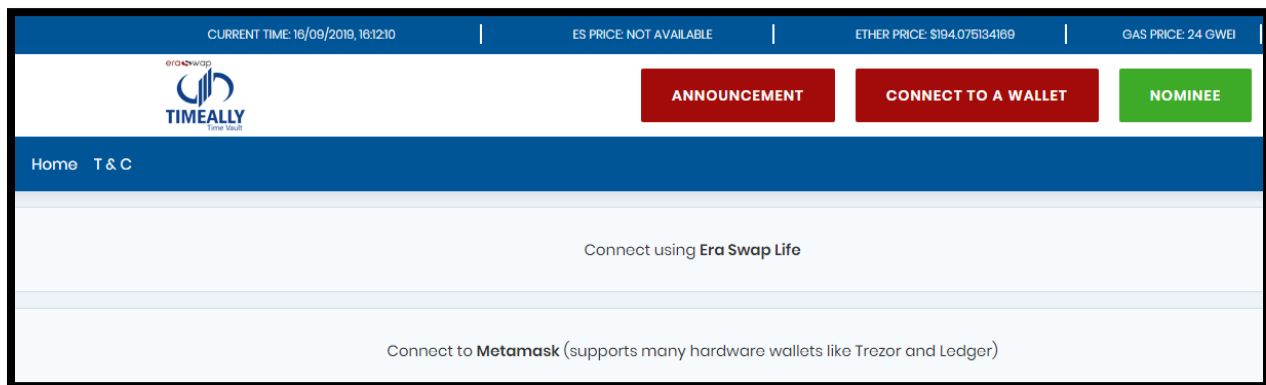 CURRENT TIME: 16/09/2019, 16:12:10
ES PRICE: NOT AVAILABLE
ETHER PRICE: $194.075134169
GAS PRICE: 24 GWEI
era swap
TIMEALLY
Time Vault
ANNOUNCEMENT
CONNECT TO A WALLET
NOMINEE
Home T & C
Connect using Era Swap Life
Connect to Metamask (supports many hardware wallets like Trezor and Ledger)